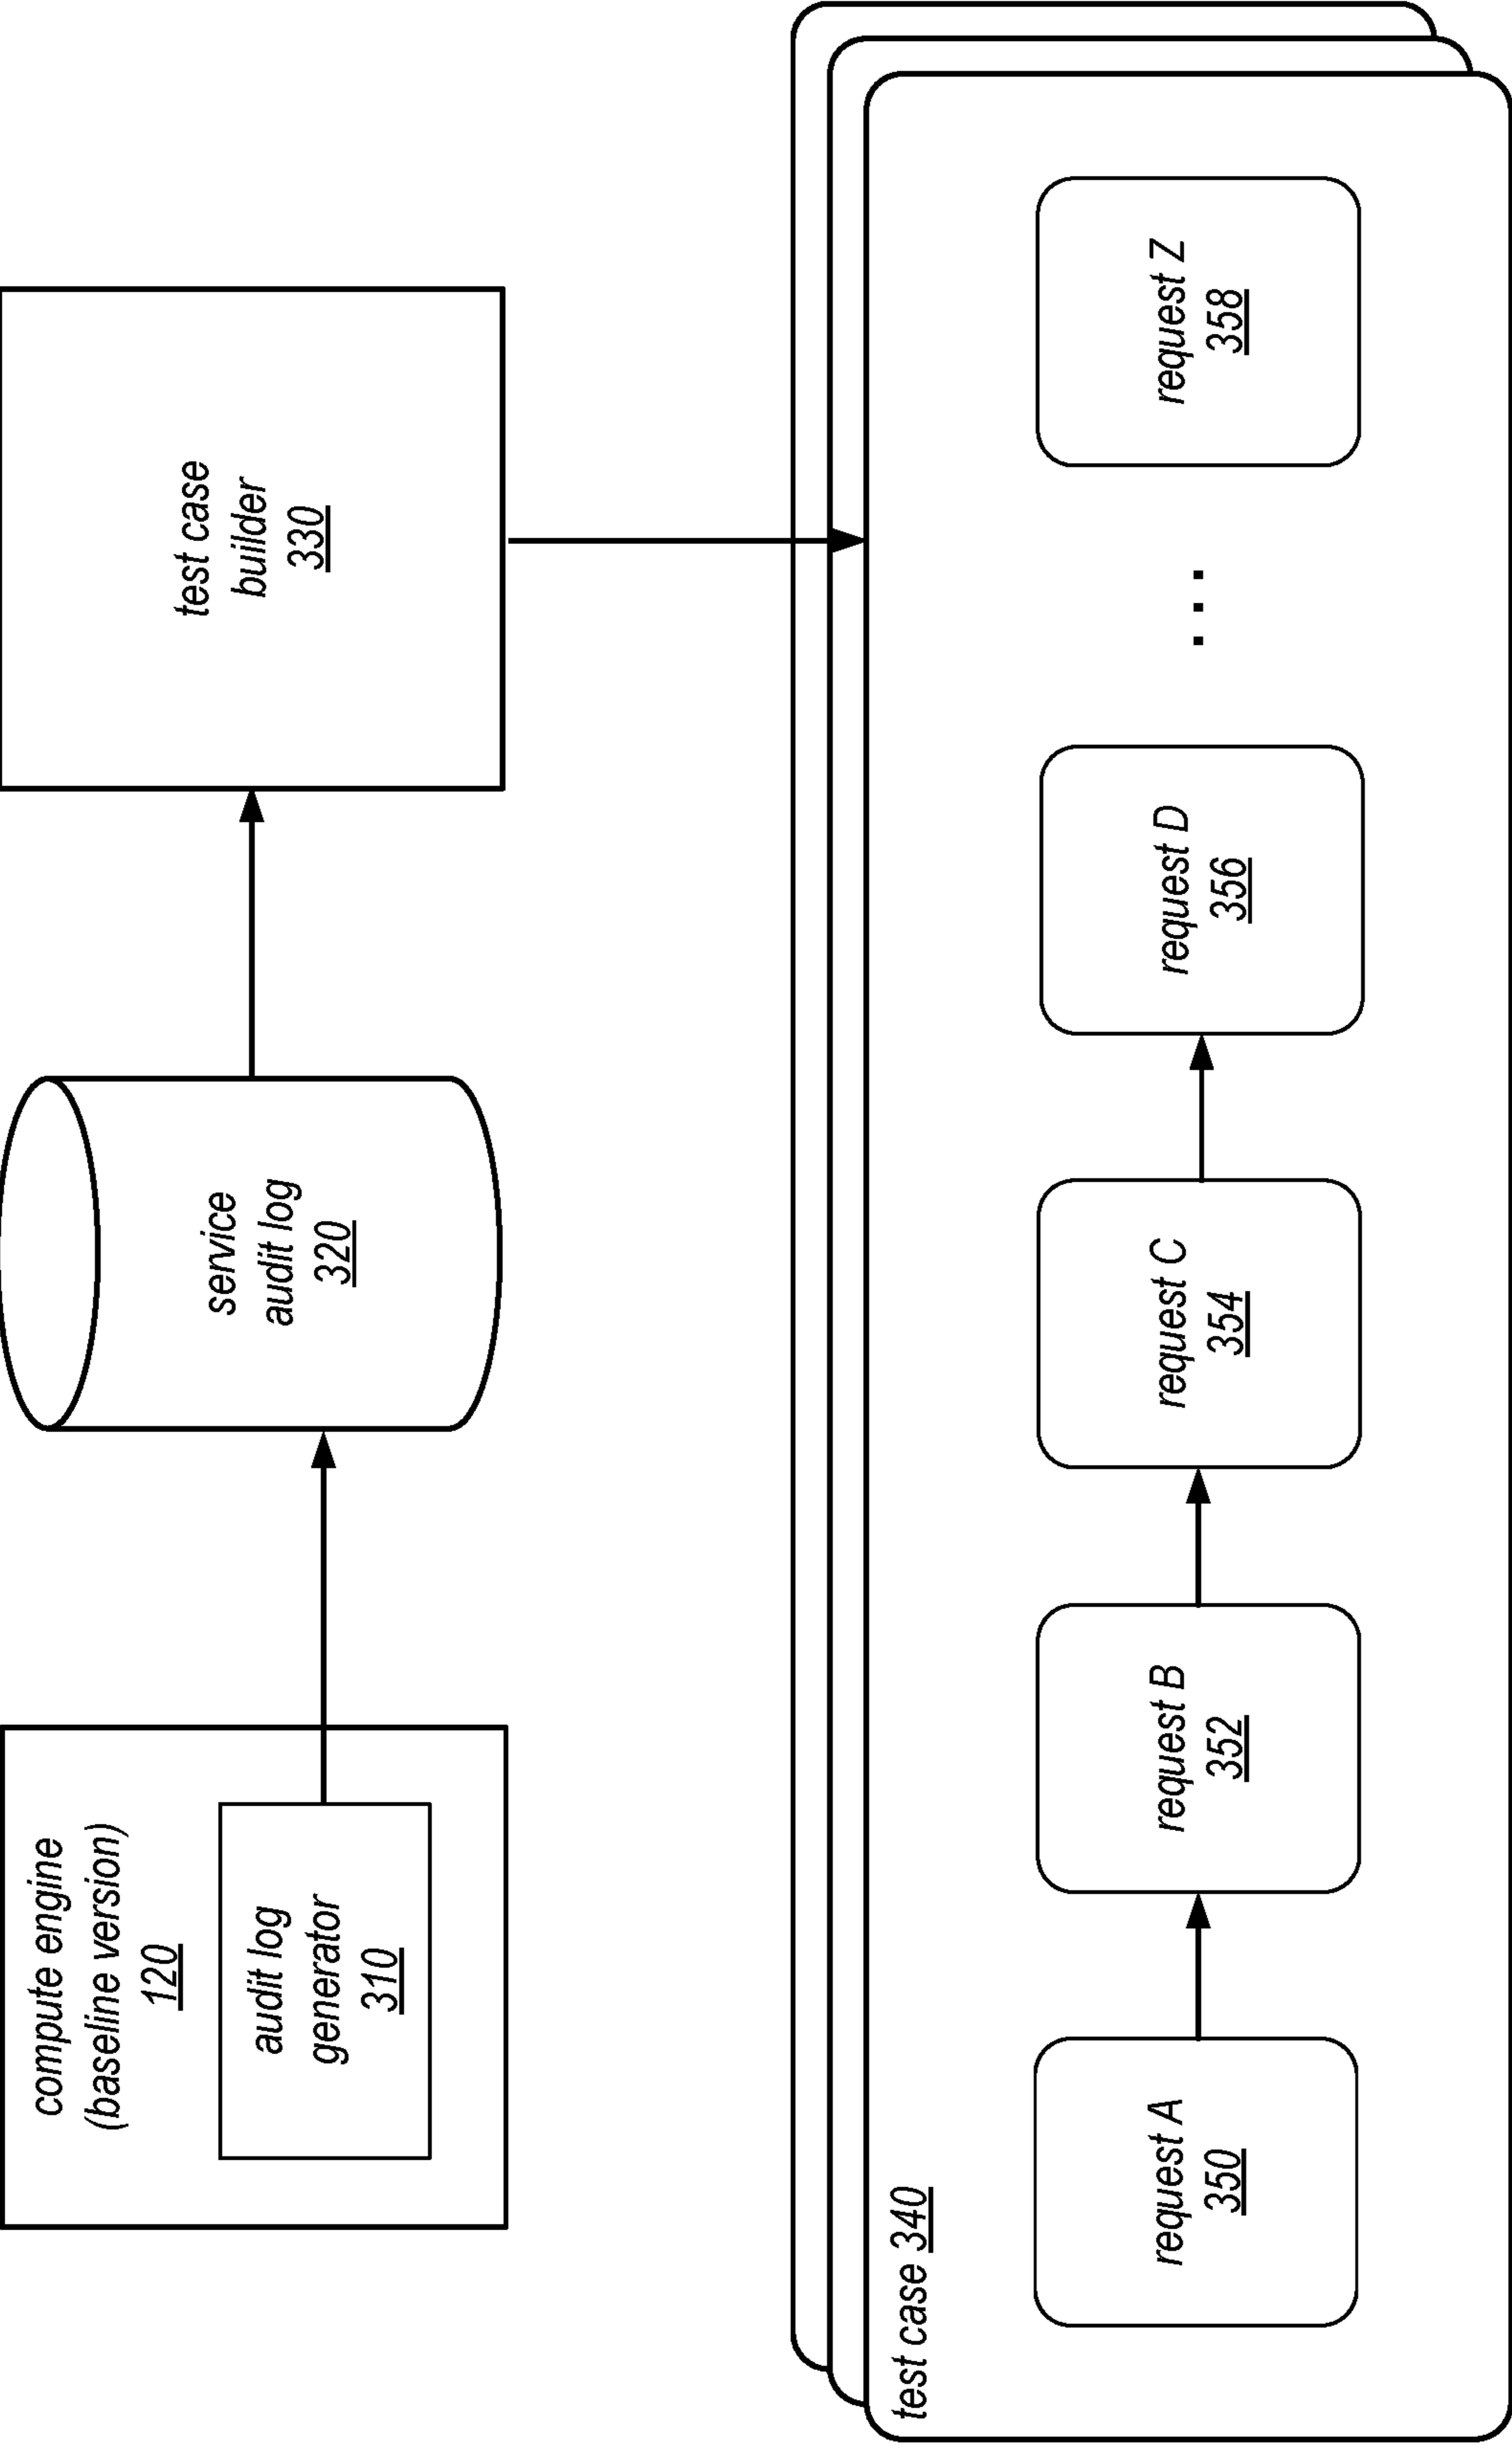 compute engine
(baseline version)
120
audit log
generator
310
service
audit log
320
test case
builder
330
test case 340
request A
350
request B
352
request C
354
request D
356
. . .
request Z
358